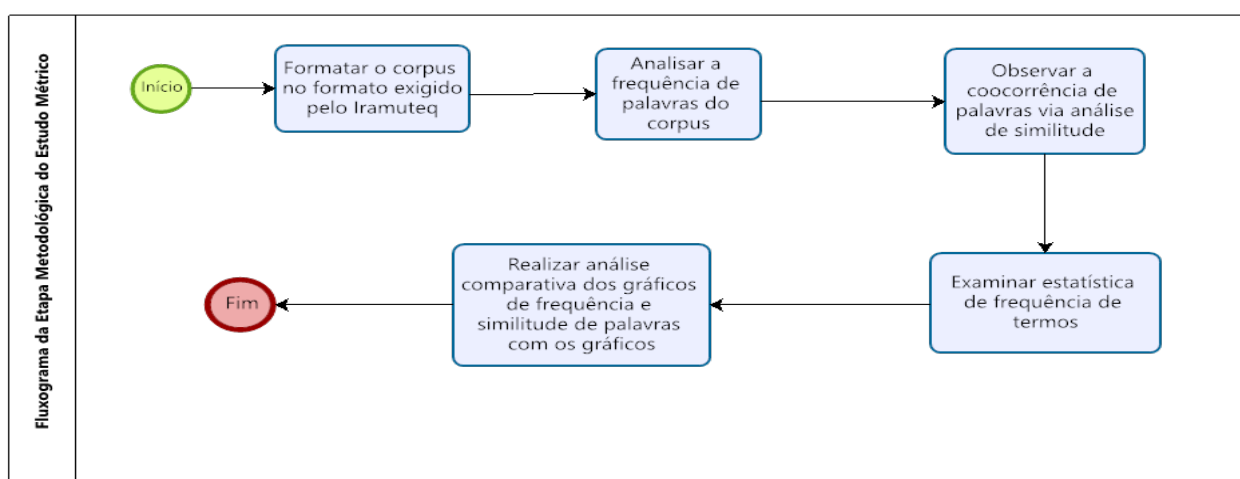 Fluxograma da Etapa Metodológica do Estudo Métrico
Início
Formatar o corpus
no formato exigido
pelo Iramuteq
Analisar a
frequência de
palavras do
corpus
Observar a
coocorrência de
palavras via análise
de similitude
Examinar estatística
de frequência de
termos
Realizar análise
comparativa dos gráficos
de frequência e
similitude de palavras
com os gráficos
Fim